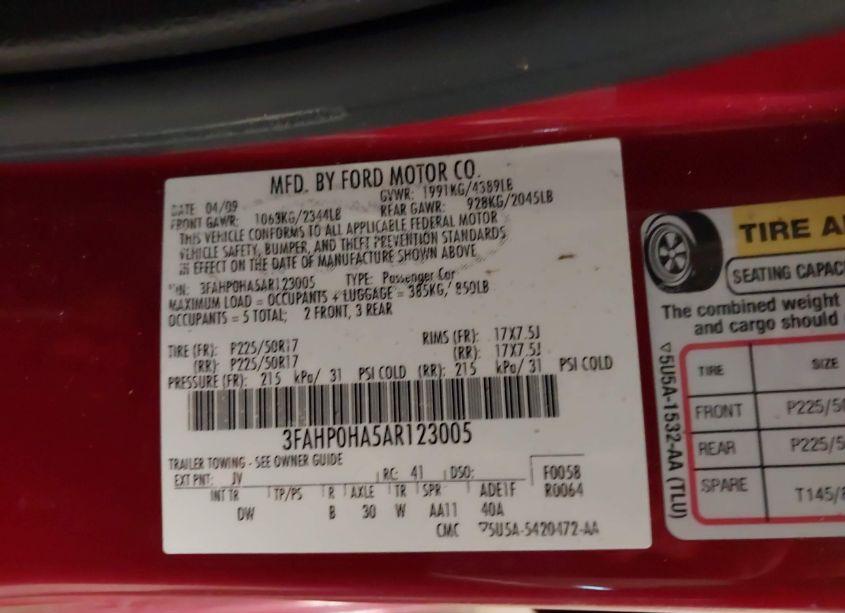 MFD. BY FORD MOTOR CO.
DATE 04/09 GVWR: 1991KG/4389LB
FRONT GAWR: 1063KG/2344LB REAR GAWR: 928KG/2045LB
THIS VEHICLE CONFORMS TO ALL APPLICABLE FEDERAL MOTOR
VEHICLE SAFETY, BUMPER, AND THEFT PREVENTION STANDARDS
IN EFFECT ON THE DATE OF MANUFACTURE SHOWN ABOVE
VIN: 3FAHP0HA5AR123005 TYPE: Passenger Car
MAXIMUM LOAD = OCCUPANTS + LUGGAGE = 385KG/ 850LB
OCCUPANTS = 5 TOTAL; 2 FRONT, 3 REAR
TIRE (FR): P225/50R17 RIMS (FR): 17X7.5J
(RR): P225/50R17 (RR): 17X7.5J
PRESSURE (FR): 215 kPa/ 31 PSI COLD (RR): 215 kPa/ 31 PSI COLD
3FAHP0HA5AR123005
TRAILER TOWING - SEE OWNER GUIDE
EXT PNT: JV RC: 41 DSO: F0058
INT TR TP/PS R AXLE TR SPR ADE1F R0064
DW B 30 W AA11 40A
CMC ▽5U5A-5420472-AA
TIRE A
SEATING CAPAC
The combined weight
and cargo should
▽5U5A-1532-AA (TLU)
TIRE SIZE
FRONT P225/50
REAR P225/5
SPARE T145/